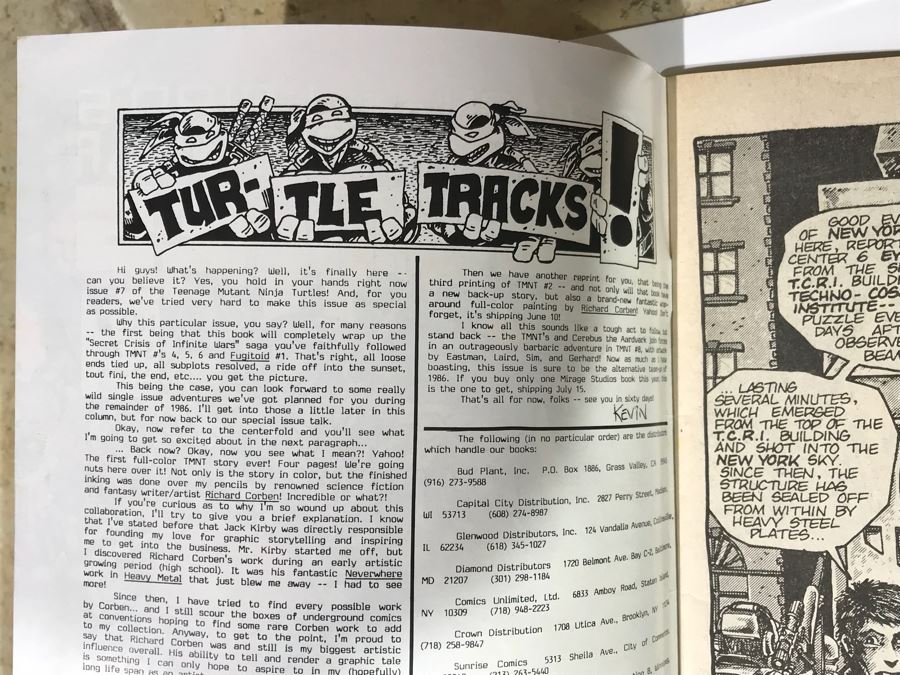 TUR- TLE TRACKS!
Hi guys! What's happening? Well, it's finally here --
can you believe it? Yes, you hold in your hands right now
issue #7 of the Teenage Mutant Ninja Turtles! And, for you
readers, we've tried very hard to make this issue as special
as possible.
Why this particular issue, you say? Well, for many reasons
-- the first being that this book will completely wrap up the
"Secret Crisis of Infinite Wars" saga you've faithfully followed
through TMNT #'s 4, 5, 6 and Fugitoid #1. That's right, all loose
ends tied up, all subplots resolved, a ride off into the sunset,
tout fini, the end, etc.... you get the picture.
This being the case, you can look forward to some really
wild single issue adventures we've got planned for you during
the remainder of 1986. I'll get into those a little later in this
column, but for now back to our special issue talk.
Okay, now refer to the centerfold and you'll see what
I'm going to get so excited about in the next paragraph...
... Back now? Okay, now you see what I mean?! Yahoo!
The first full-color TMNT story ever! Four pages! We're going
nuts here over it! Not only is the story in color, but the finished
inking was done over my pencils by renowned science fiction
and fantasy writer/artist Richard Corben! Incredible or what?!
If you're curious as to why I'm so wound up about this
collaboration, I'll try to give you a brief explanation. I know
that I've stated before that Jack Kirby was directly responsible
for founding my love for graphic storytelling and inspiring
me to get into the business. Mr. Kirby started me off, but
I discovered Richard Corben's work during an early artistic
growing period (high school). It was his fantastic Neverwhere
work in Heavy Metal that just blew me away -- I had to see
more!
Since then, I have tried to find every possible work
by Corben... and I still scour the boxes of underground comics
at conventions hoping to find some rare Corben work to add
to my collection. Anyway, to get to the point, I'm proud to
say that Richard Corben was and still is my biggest artistic
influence overall. His ability to tell and render a graphic tale
is something I can only hope to aspire to in my (hopefully)
long life span as an artist
Then we have another reprint for you, that being the
third printing of TMNT #2 -- and not only will that book have
a new back-up story, but also a brand-new fantastic wrap-
around full-color painting by Richard Corben! Yahoo! Don't
forget, it's shipping June 10!
I know all this sounds like a tough act to follow, but
stand back -- the TMNT's and Cerebus the Aardvark join forces
in an outrageously barbaric adventure in TMNT #8, with artwork
by Eastman, Laird, Sim, and Gerhard! Now as much as I hate
boasting, this issue is sure to be the alternative team-up of
1986. If you buy only one Mirage Studios book this year, this
is the one to get, shipping July 15.
That's all for now, folks -- see you in sixty days!
KEVIN
The following (in no particular order) are the distributors
which handle our books:
Bud Plant, Inc. P.O. Box 1886, Grass Valley, CA
(916) 273-9588
Capital City Distribution, Inc. 2827 Perry Street, Madison,
WI 53713 (608) 274-8987
Glenwood Distributors, Inc. 124 Vandalia Avenue, Collinsville,
IL 62234 (618) 345-1027
Diamond Distributors 1720 Belmont Ave. Bay C-2, Baltimore,
MD 21207 (301) 298-1184
Comics Unlimited, Ltd. 6833 Amboy Road, Staten Island,
NY 10309 (718) 948-2223
Crown Distribution 1708 Utica Ave., Brooklyn, NY
(718) 258-9847
Sunrise Comics 5313 Sheila Ave., City of Commerce,
(213) 263-5440
GOOD EV
OF NEW YOR
HERE, REPORT
CENTER 6 EY
FROM THE S
T.C.R.I. BUILD
TECHNO- COS
INSTITUTE--
PUZZLE EVE
DAYS AFT
OBSERVE
BEAM
... LASTING
SEVERAL MINUTES,
WHICH EMERGED
FROM THE TOP OF THE
T.C.R.I. BUILDING
AND SHOT INTO THE
NEW YORK SKY.
SINCE THEN, THE
STRUCTURE HAS
BEEN SEALED OFF
FROM WITHIN BY
HEAVY STEEL
PLATES...